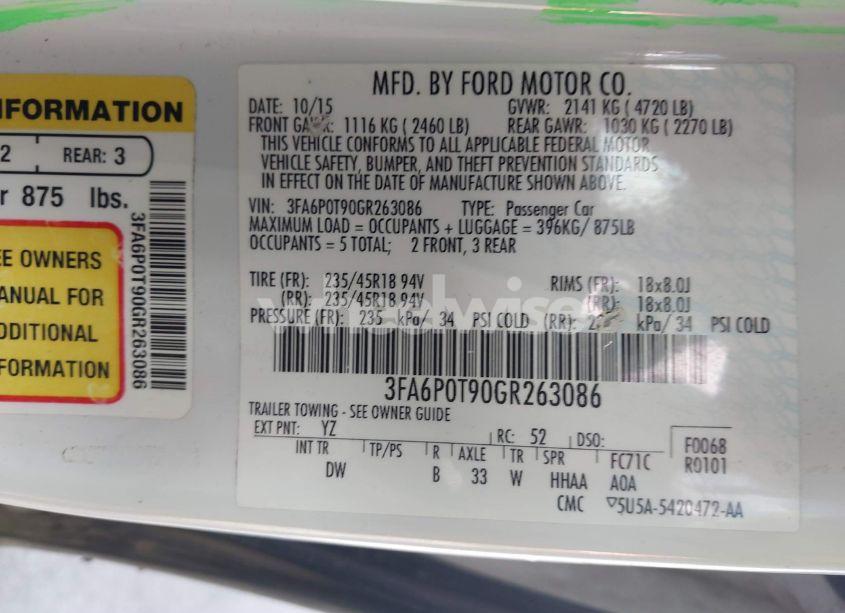 NFORMATION
2 REAR: 3
r 875 lbs.
3FA6P0T90GR263086
EE OWNERS
ANUAL FOR
DDITIONAL
FORMATION
MFD. BY FORD MOTOR CO.
DATE: 10/15 GVWR: 2141 KG ( 4720 LB)
FRONT GAWR: 1116 KG ( 2460 LB) REAR GAWR: 1030 KG ( 2270 LB)
THIS VEHICLE CONFORMS TO ALL APPLICABLE FEDERAL MOTOR
VEHICLE SAFETY, BUMPER, AND THEFT PREVENTION STANDARDS
IN EFFECT ON THE DATE OF MANUFACTURE SHOWN ABOVE.
VIN: 3FA6P0T90GR263086 TYPE: Passenger Car
MAXIMUM LOAD = OCCUPANTS + LUGGAGE = 396KG/ 875LB
OCCUPANTS = 5 TOTAL; 2 FRONT, 3 REAR
TIRE (FR): 235/45R18 94V RIMS (FR): 18x8.0J
(RR): 235/45R18 94V (RR): 18x8.0J
PRESSURE (FR): 235 kPa/ 34 PSI COLD (RR): kPa/ 34 PSI COLD
3FA6P0T90GR263086
TRAILER TOWING - SEE OWNER GUIDE
EXT PNT: YZ RC: 52 DSO: F0068
INT TR TP/PS R AXLE TR SPR FC71C R0101
DW B 33 W HHAA A0A
CMC ▽5U5A-5420472-AA